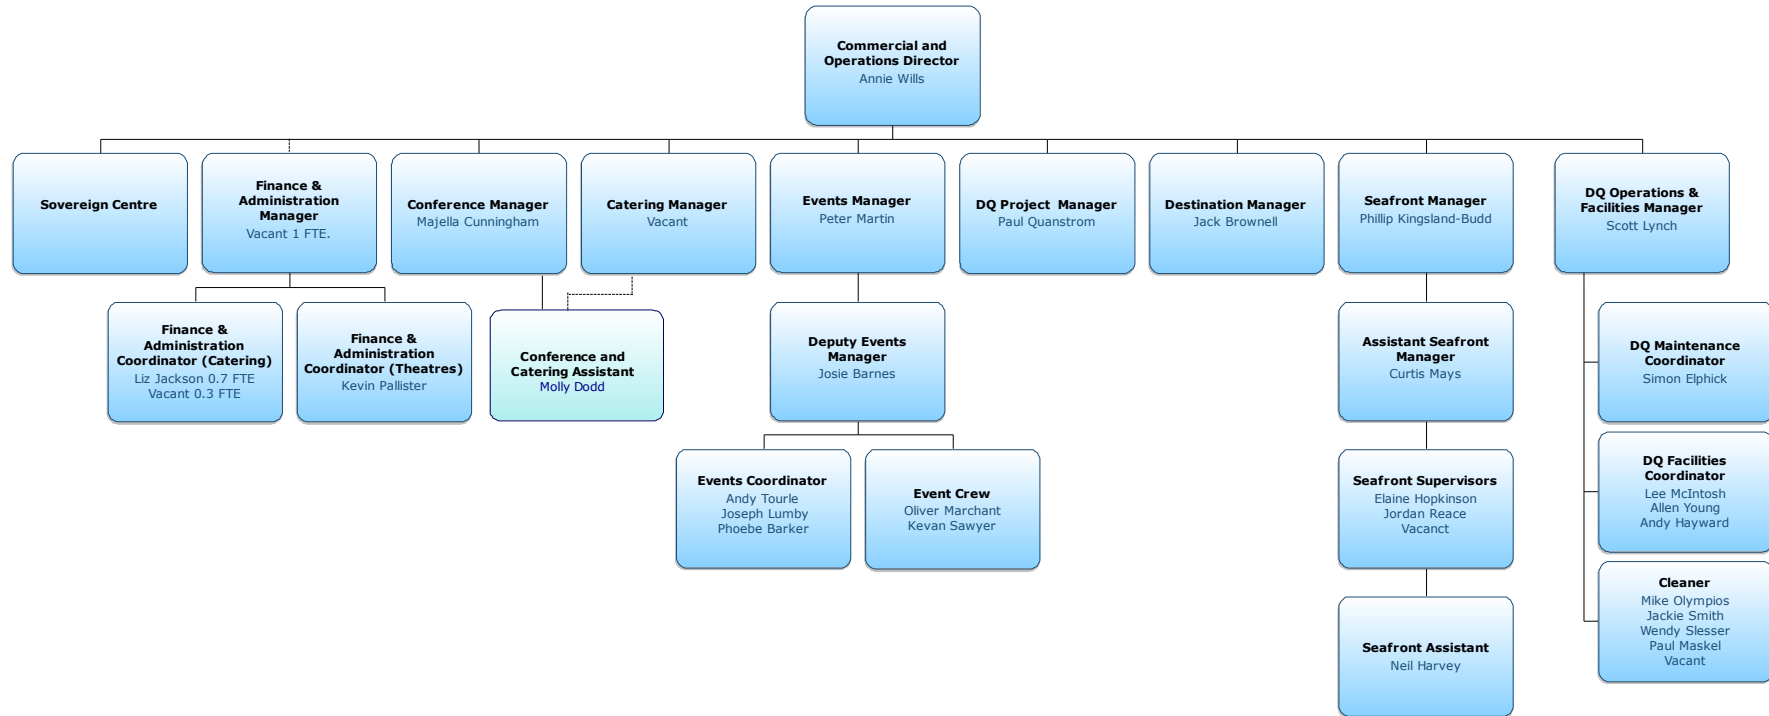 Commercial and
Operations Director
Annie Wills
Sovereign Centre
Finance &
Administration
Manager
Vacant 1 FTE.
Conference Manager
Majella Cunningham
Catering Manager
Vacant
Events Manager
Peter Martin
DQ Project  Manager
Paul Quanstrom
Destination Manager
Jack Brownell
Seafront Manager
Phillip Kingsland-Budd
DQ Operations &
Facilities Manager
Scott Lynch
Finance &
Administration
Coordinator (Catering)
Liz Jackson 0.7 FTE
Vacant 0.3 FTE
Finance &
Administration
Coordinator (Theatres)
Kevin Pallister
Conference and
Catering Assistant
Molly Dodd
Deputy Events
Manager
Josie Barnes
Assistant Seafront
Manager
Curtis Mays
DQ Maintenance
Coordinator
Simon Elphick
Events Coordinator
Andy Tourle
Joseph Lumby
Phoebe Barker
Event Crew
Oliver Marchant
Kevan Sawyer
Seafront Supervisors
Elaine Hopkinson
Jordan Reace
Vacanct
DQ Facilities
Coordinator
Lee McIntosh
Allen Young
Andy Hayward
Cleaner
Mike Olympios
Jackie Smith
Wendy Slesser
Paul Maskel
Vacant
Seafront Assistant
Neil Harvey